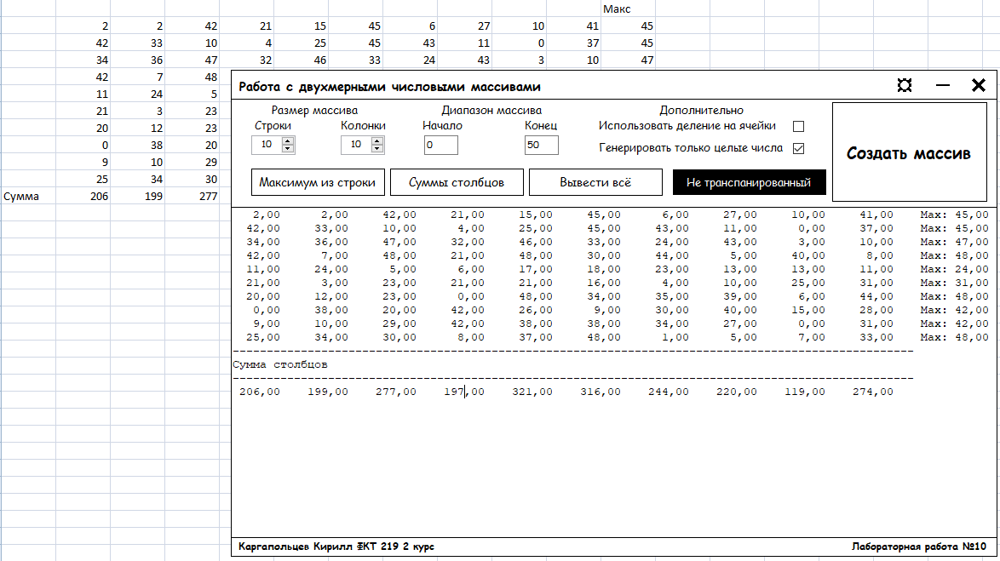 Макс
2 2 42 21 15 45 6 27 10 41 45
42 33 10 4 25 45 43 11 0 37 45
34 36 47 32 46 33 24 43 3 10 47
42 7 48
11 24 5
21 3 23
20 12 23
0 38 20
9 10 29
25 34 30
Сумма 206 199 277
Работа с двухмерными числовыми массивами
Размер массива Диапазон массива Дополнительно
Строки Колонки Начало Конец Использовать деление на ячейки
10 10 0 50 Генерировать только целые числа
Создать массив
Максимум из строки Суммы столбцов Вывести всё Не транспанированный
2,00 2,00 42,00 21,00 15,00 45,00 6,00 27,00 10,00 41,00 Max: 45,00
42,00 33,00 10,00 4,00 25,00 45,00 43,00 11,00 0,00 37,00 Max: 45,00
34,00 36,00 47,00 32,00 46,00 33,00 24,00 43,00 3,00 10,00 Max: 47,00
42,00 7,00 48,00 21,00 48,00 30,00 44,00 5,00 40,00 8,00 Max: 48,00
11,00 24,00 5,00 6,00 17,00 18,00 23,00 13,00 13,00 11,00 Max: 24,00
21,00 3,00 23,00 21,00 21,00 16,00 4,00 10,00 25,00 31,00 Max: 31,00
20,00 12,00 23,00 0,00 48,00 34,00 35,00 39,00 6,00 44,00 Max: 48,00
0,00 38,00 20,00 42,00 26,00 9,00 30,00 40,00 15,00 28,00 Max: 42,00
9,00 10,00 29,00 42,00 38,00 38,00 34,00 27,00 0,00 31,00 Max: 42,00
25,00 34,00 30,00 8,00 37,00 48,00 1,00 5,00 7,00 33,00 Max: 48,00
Сумма столбцов
206,00 199,00 277,00 197,00 321,00 316,00 244,00 220,00 119,00 274,00
Каргапольцев Кирилл ФКТ 219 2 курс Лабораторная работа №10